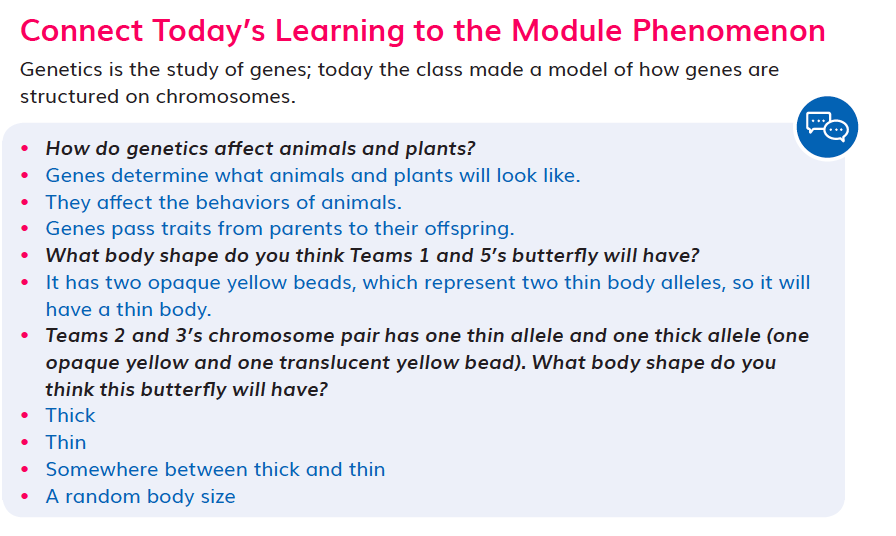 Connect Today's Learning to the Module Phenomenon
Genetics is the study of genes; today the class made a model of how genes are
structured on chromosomes.
• How do genetics affect animals and plants?
• Genes determine what animals and plants will look like.
• They affect the behaviors of animals.
• Genes pass traits from parents to their offspring.
• What body shape do you think Teams 1 and 5's butterfly will have?
• It has two opaque yellow beads, which represent two thin body alleles, so it will
have a thin body.
• Teams 2 and 3's chromosome pair has one thin allele and one thick allele (one
opaque yellow and one translucent yellow bead). What body shape do you
think this butterfly will have?
• Thick
• Thin
• Somewhere between thick and thin
• A random body size